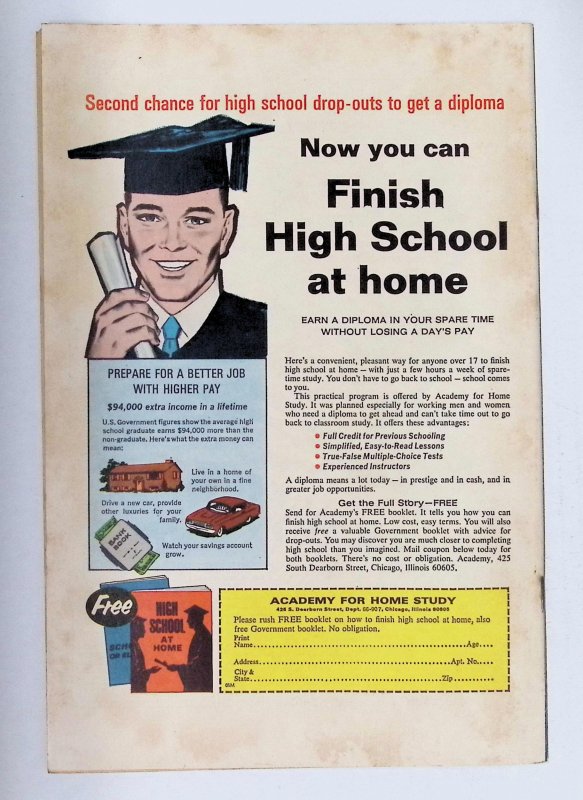 Second chance for high school drop-outs to get a diploma
Now you can
Finish
High School
at home
EARN A DIPLOMA IN YOUR SPARE TIME
WITHOUT LOSING A DAY'S PAY
PREPARE FOR A BETTER JOB
WITH HIGHER PAY
$94,000 extra income in a lifetime
U.S. Government figures show the average high
school graduate earns $94,000 more than the
non-graduate. Here's what the extra money can
mean:
Live in a home of
your own in a fine
neighborhood.
Drive a new car, provide
other luxuries for your
family.
BANK
BOOK
Watch your savings account
grow.
Here's a convenient, pleasant way for anyone over 17 to finish
high school at home — with just a few hours a week of spare-
time study. You don't have to go back to school — school comes
to you.
This practical program is offered by Academy for Home
Study. It was planned especially for working men and women
who need a diploma to get ahead and can't take time out to go
back to classroom study. It offers these advantages:
• Full Credit for Previous Schooling
• Simplified, Easy-to-Read Lessons
• True-False Multiple-Choice Tests
• Experienced Instructors
A diploma means a lot today — in prestige and in cash, and in
greater job opportunities.
Get the Full Story—FREE
Send for Academy's FREE booklet. It tells you how you can
finish high school at home. Low cost, easy terms. You will also
receive free a valuable Government booklet with advice for
drop-outs. You may discover you are much closer to completing
high school than you imagined. Mail coupon below today for
both booklets. There's no cost or obligation. Academy, 425
South Dearborn Street, Chicago, Illinois 60605.
Free
SCH
OR
HIGH
SCHOOL
AT
HOME
ACADEMY FOR HOME STUDY
425 S. Dearborn Street, Dept. 66-907, Chicago, Illinois 60605
Please rush FREE booklet on how to finish high school at home, also
free Government booklet. No obligation.
Print
Name Age
Address Apt. No.
City &
State Zip